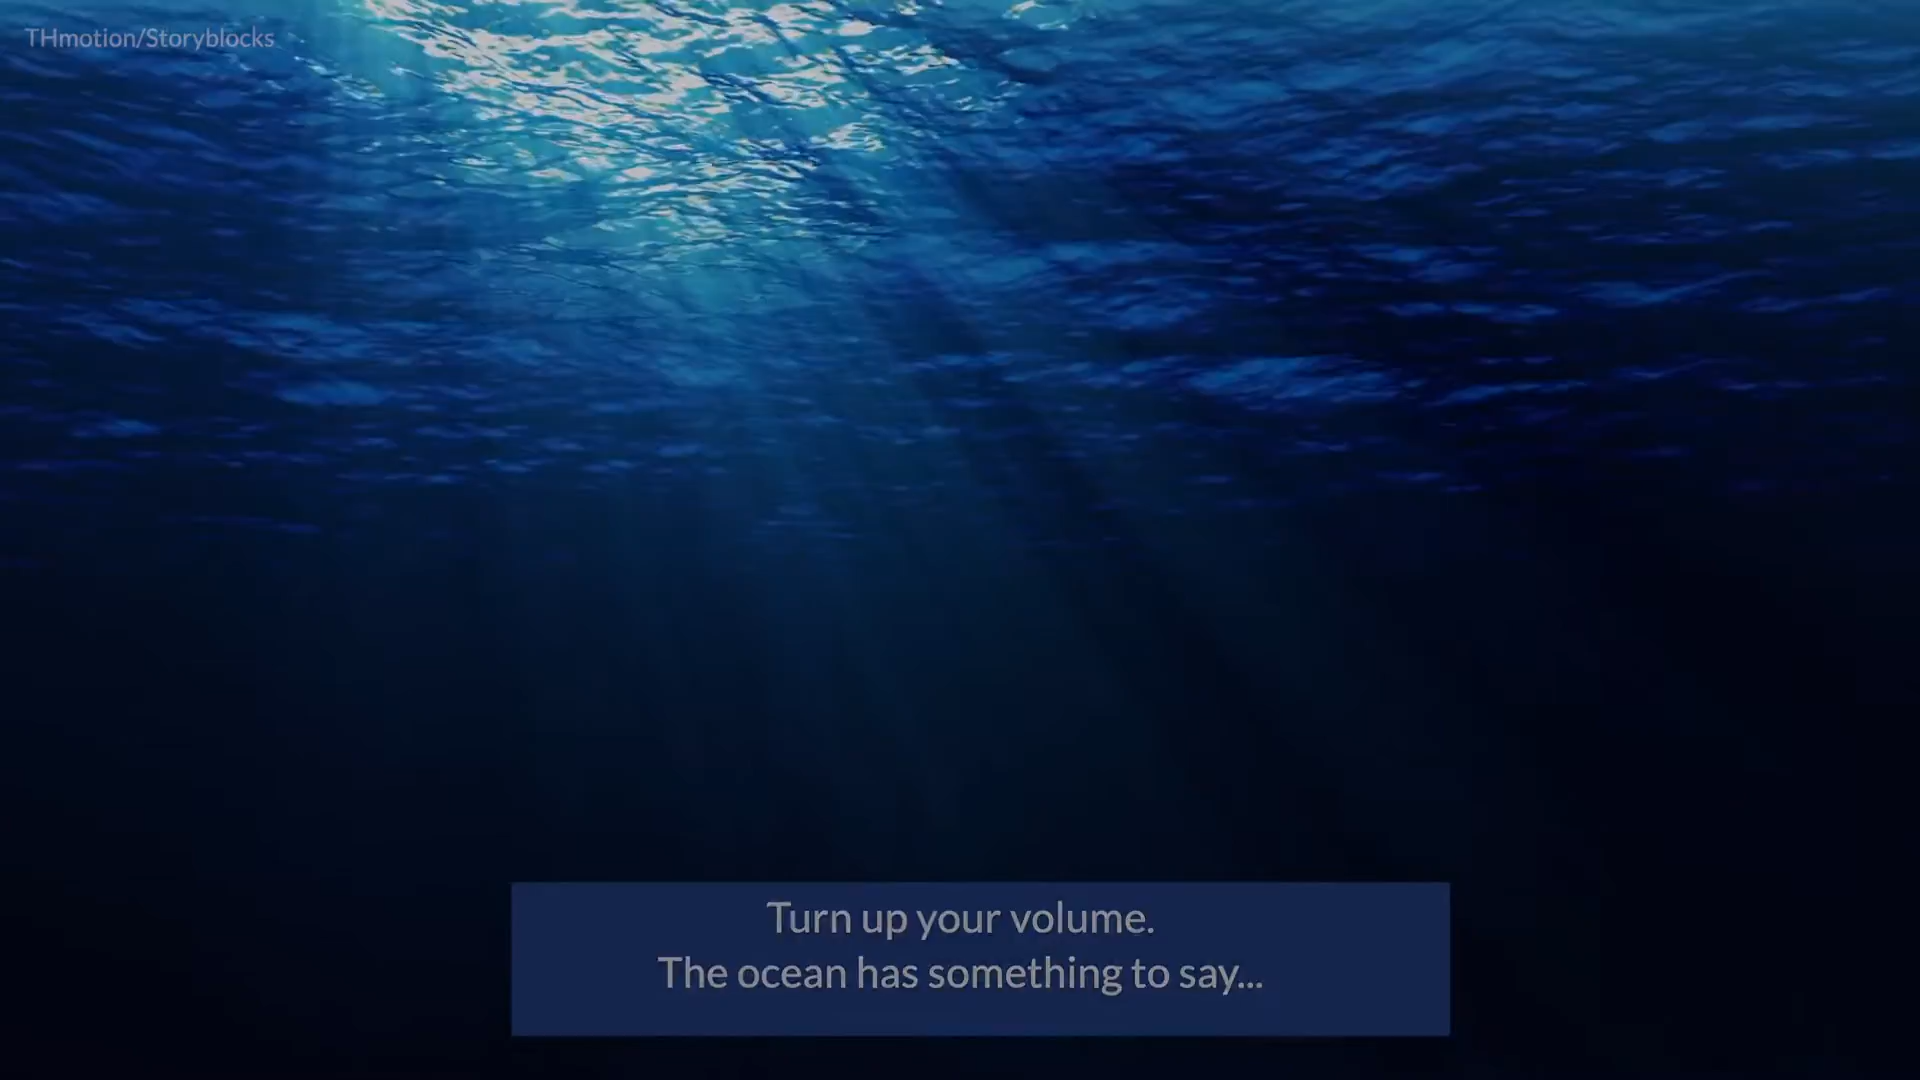 THmotion/Storyblocks
Turn up your volume.
The ocean has something to say...